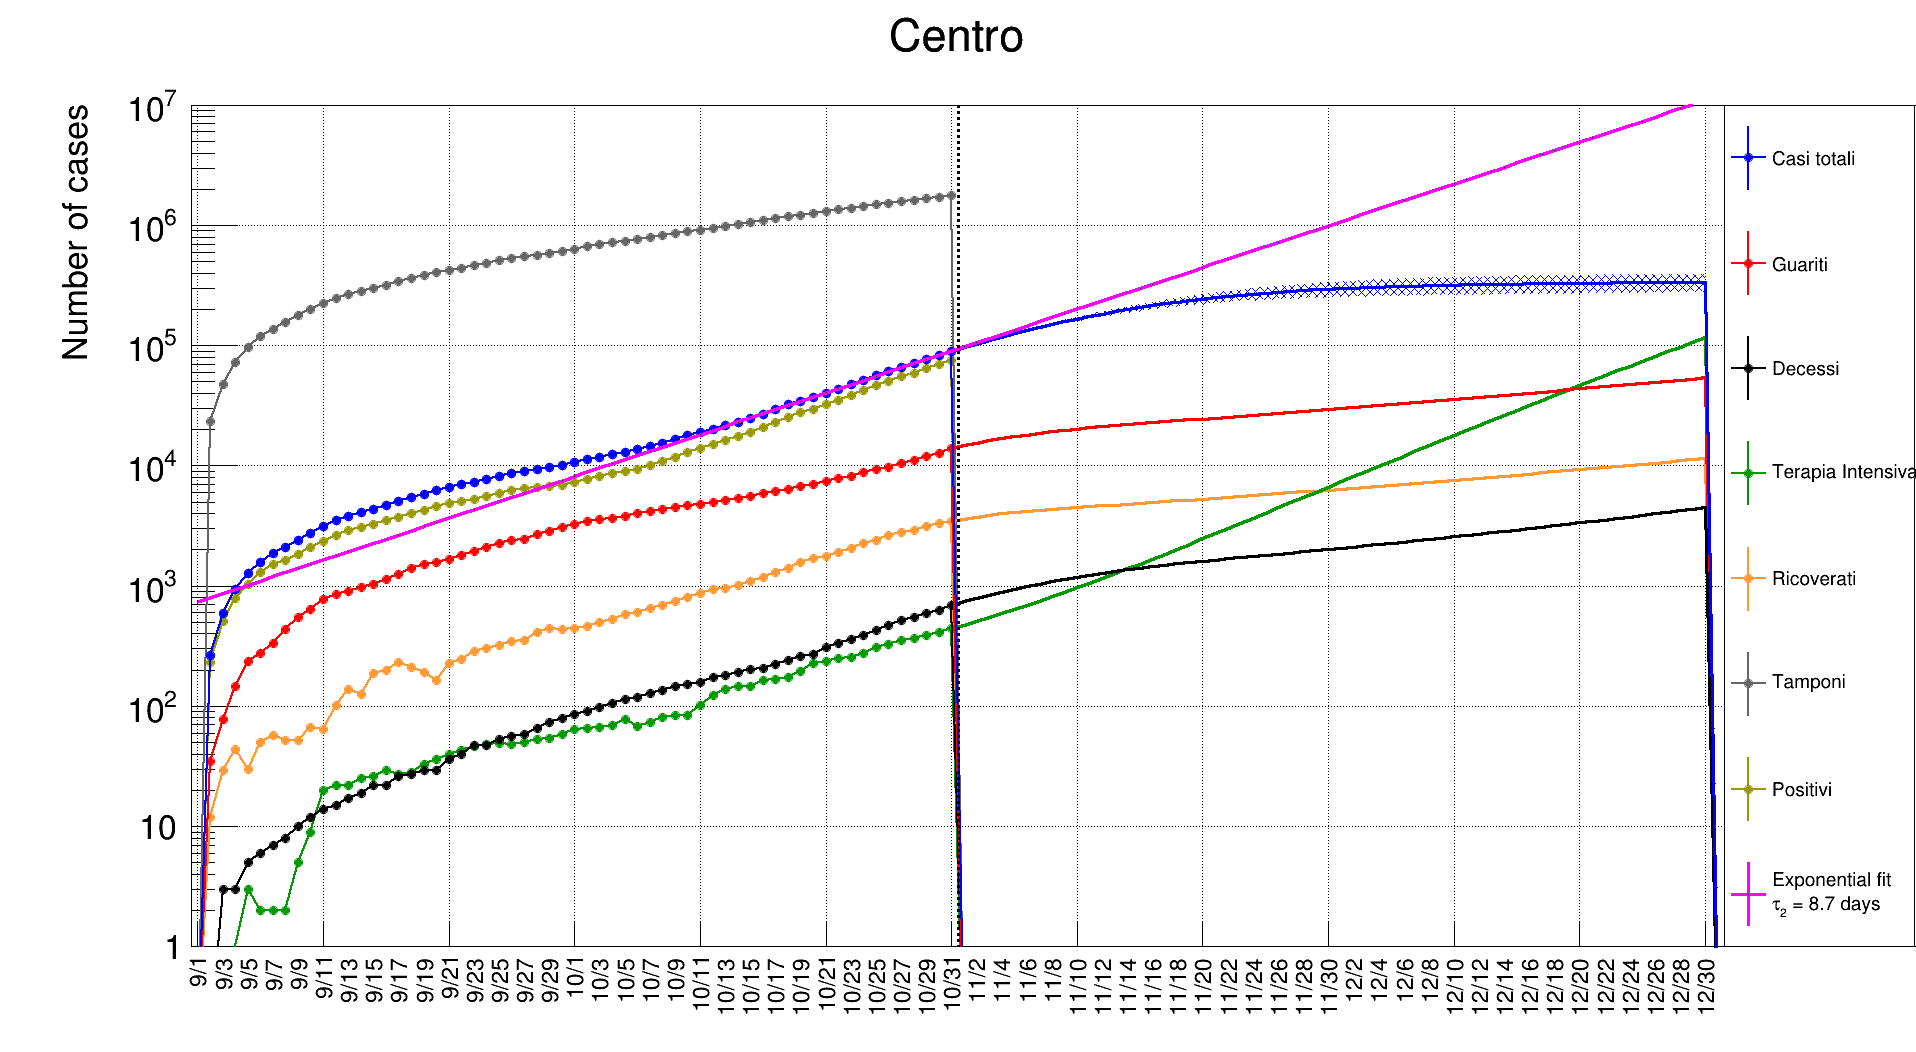 Centro
Number of cases
10^7
10^6
10^5
10^4
10^3
10^2
10
1
9/1 9/3 9/5 9/7 9/9 9/11 9/13 9/15 9/17 9/19 9/21 9/23 9/25 9/27 9/29 10/1 10/3 10/5 10/7 10/9 10/11 10/13 10/15 10/17 10/19 10/21 10/23 10/25 10/27 10/29 10/31 11/2 11/4 11/6 11/8 11/10 11/12 11/14 11/16 11/18 11/20 11/22 11/24 11/26 11/28 11/30 12/2 12/4 12/6 12/8 12/10 12/12 12/14 12/16 12/18 12/20 12/22 12/24 12/26 12/28 12/30
Casi totali
Guariti
Decessi
Terapia Intensiva
Ricoverati
Tamponi
Positivi
Exponential fit
τ_2 = 8.7 days